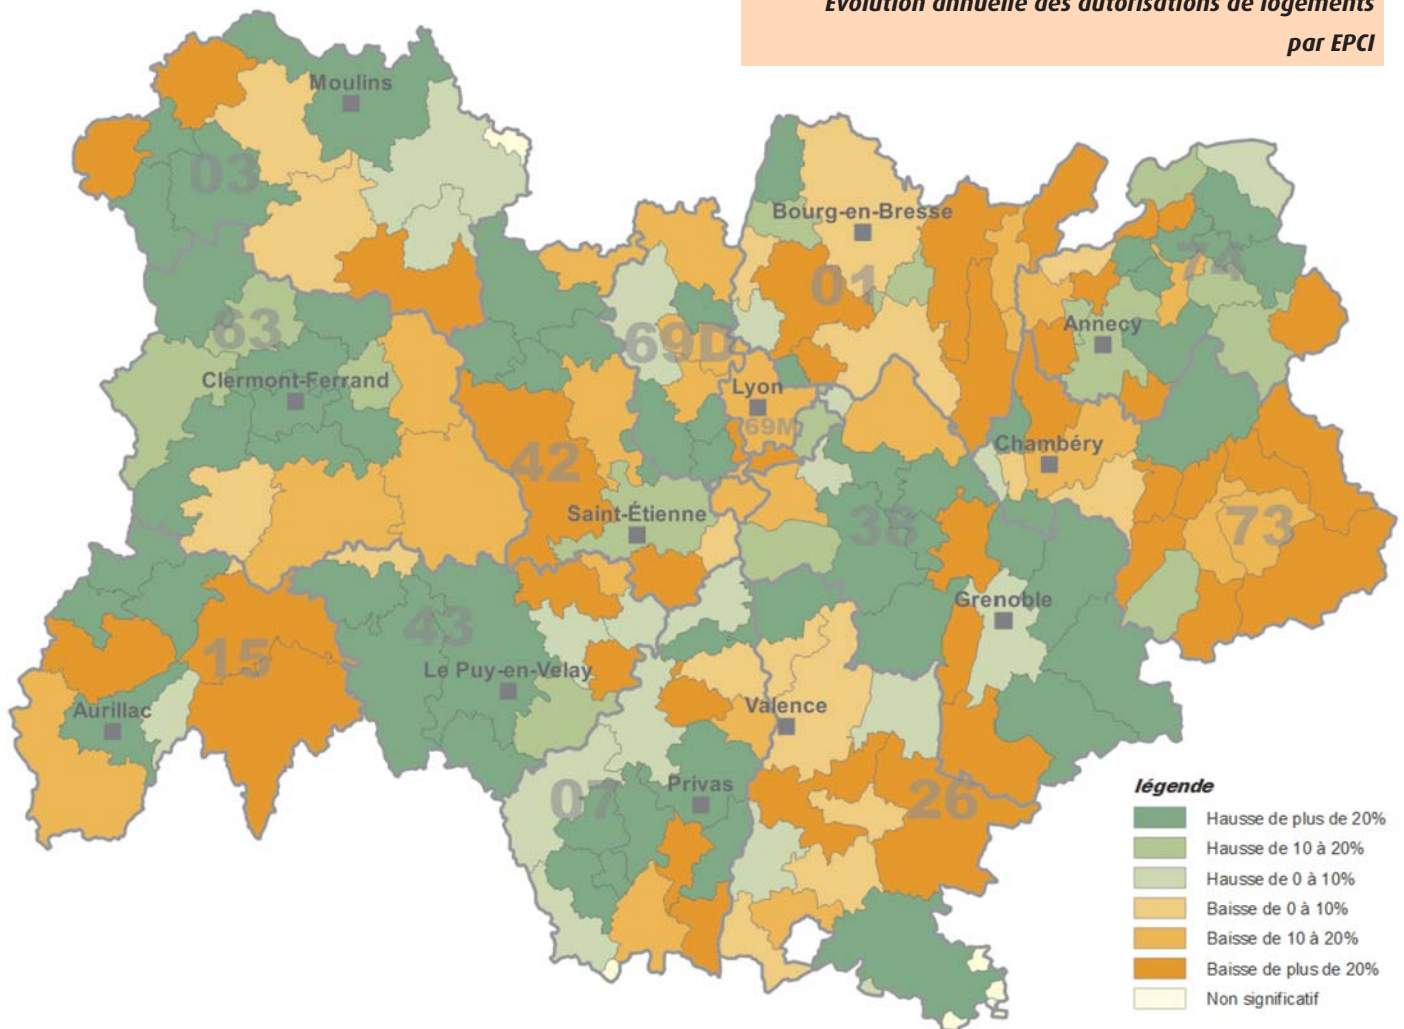 Évolution annuelle des autorisations de logements
par EPCI
Moulins
03
Bourg-en-Bresse
01
74
63
Annecy
69D
Clermont-Ferrand
Lyon
69M
Chambéry
42
Saint-Étienne
38
73
Grenoble
43
15
Le Puy-en-Velay
Aurillac
Valence
07
Privas
26
légende
Hausse de plus de 20%
Hausse de 10 à 20%
Hausse de 0 à 10%
Baisse de 0 à 10%
Baisse de 10 à 20%
Baisse de plus de 20%
Non significatif